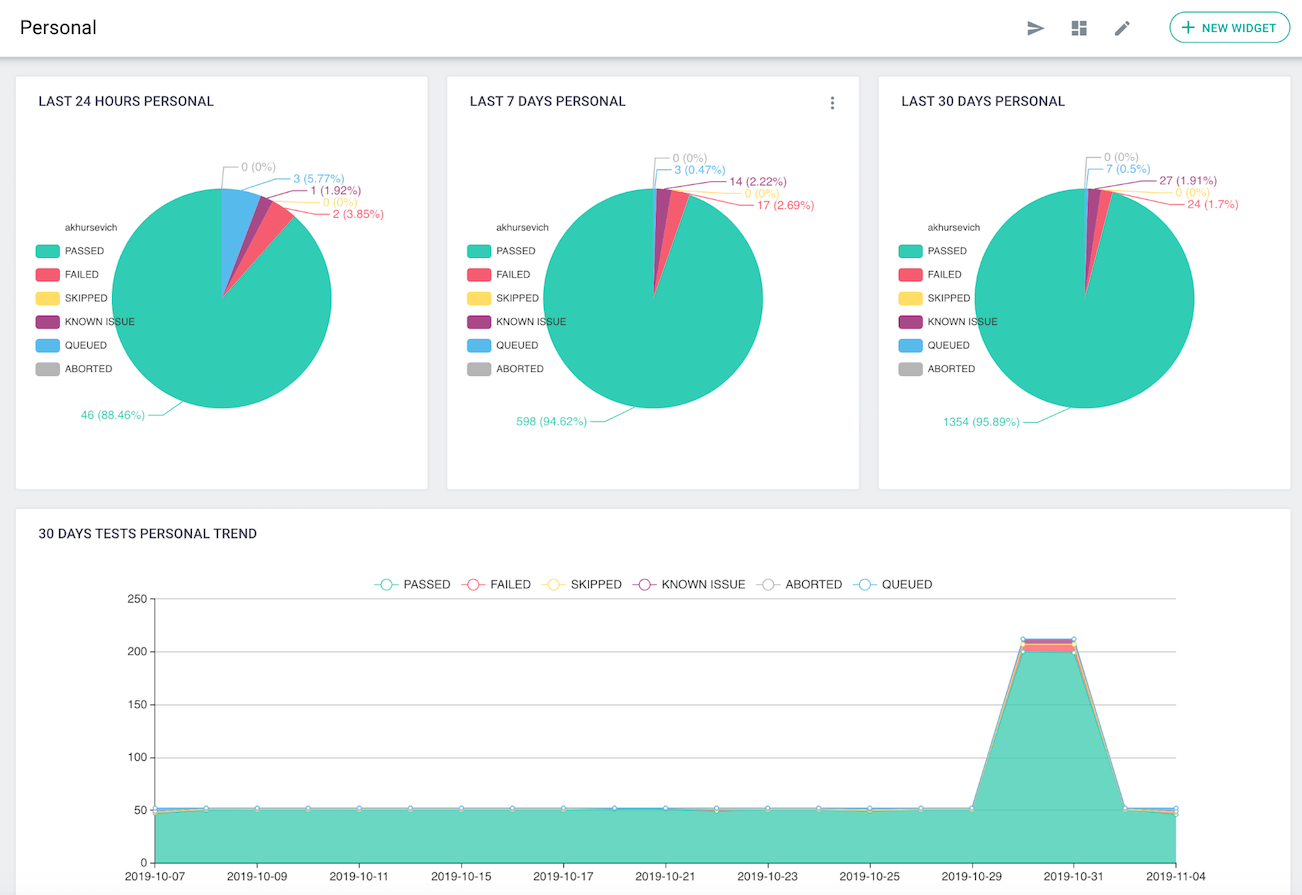 Personal
NEW WIDGET
LAST 24 HOURS PERSONAL
0 (0%)
3 (5.77%)
1 (1.92%)
0 (0%)
2 (3.85%)
akhursevich
PASSED
FAILED
SKIPPED
KNOWN ISSUE
QUEUED
ABORTED
46 (88.46%)
LAST 7 DAYS PERSONAL
0 (0%)
3 (0.47%)
14 (2.22%)
0 (0%)
17 (2.69%)
akhursevich
PASSED
FAILED
SKIPPED
KNOWN ISSUE
QUEUED
ABORTED
598 (94.62%)
LAST 30 DAYS PERSONAL
0 (0%)
7 (0.5%)
27 (1.91%)
0 (0%)
24 (1.7%)
akhursevich
PASSED
FAILED
SKIPPED
KNOWN ISSUE
QUEUED
ABORTED
1354 (95.89%)
30 DAYS TESTS PERSONAL TREND
PASSED FAILED SKIPPED KNOWN ISSUE ABORTED QUEUED
250
200
150
100
50
0
2019-10-07 2019-10-09 2019-10-11 2019-10-15 2019-10-17 2019-10-21 2019-10-23 2019-10-25 2019-10-29 2019-10-31 2019-11-04